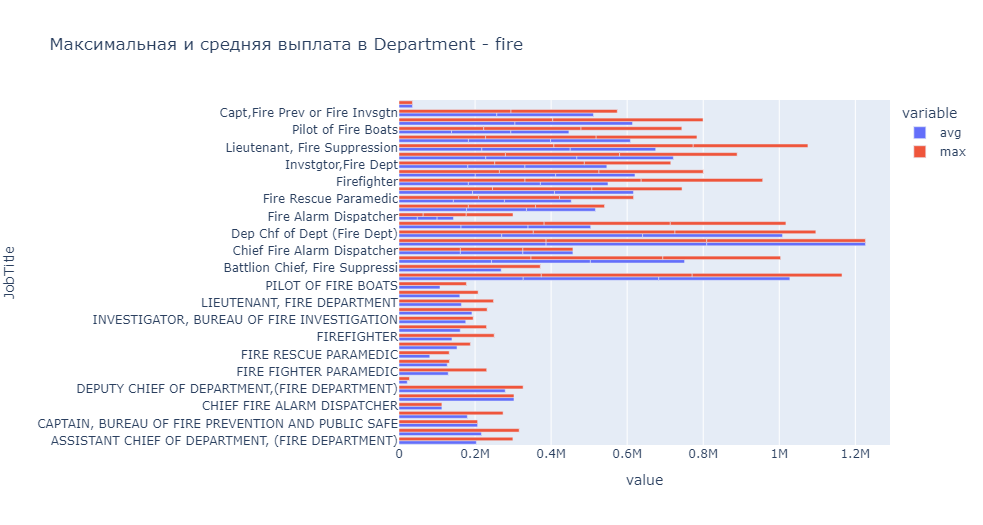 Максимальная и средняя выплата в Department - fire
variable
avg
max
JobTitle
Capt,Fire Prev or Fire Invsgtn
Pilot of Fire Boats
Lieutenant, Fire Suppression
Invstgtor,Fire Dept
Firefighter
Fire Rescue Paramedic
Fire Alarm Dispatcher
Dep Chf of Dept (Fire Dept)
Chief Fire Alarm Dispatcher
Battlion Chief, Fire Suppressi
PILOT OF FIRE BOATS
LIEUTENANT, FIRE DEPARTMENT
INVESTIGATOR, BUREAU OF FIRE INVESTIGATION
FIREFIGHTER
FIRE RESCUE PARAMEDIC
FIRE FIGHTER PARAMEDIC
DEPUTY CHIEF OF DEPARTMENT,(FIRE DEPARTMENT)
CHIEF FIRE ALARM DISPATCHER
CAPTAIN, BUREAU OF FIRE PREVENTION AND PUBLIC SAFE
ASSISTANT CHIEF OF DEPARTMENT, (FIRE DEPARTMENT)
0 0.2M 0.4M 0.6M 0.8M 1M 1.2M
value